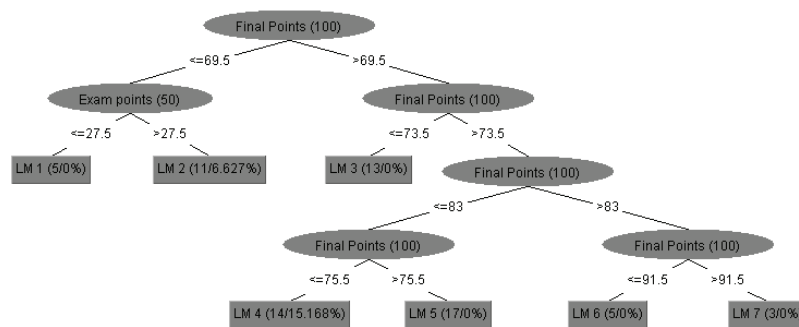 Final Points (100)
<=69.5 >69.5
Exam points (50) Final Points (100)
<=27.5 >27.5 <=73.5 >73.5
LM 1 (5/0%) LM 2 (11/6.627%) LM 3 (13/0%) Final Points (100)
<=83 >83
Final Points (100) Final Points (100)
<=75.5 >75.5 <=91.5 >91.5
LM 4 (14/15.168%) LM 5 (17/0%) LM 6 (5/0%) LM 7 (3/0%